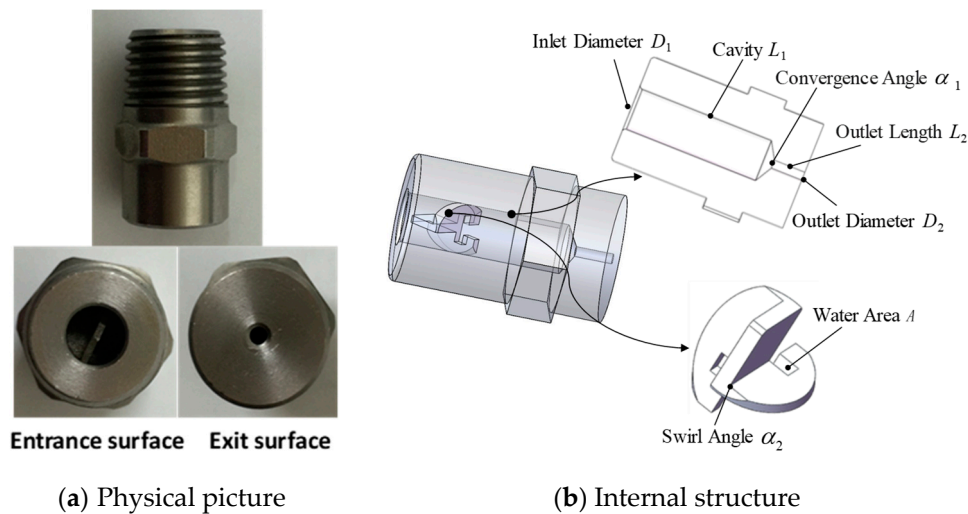 Inlet Diameter D₁
Cavity L₁
Convergence Angle α₁
Outlet Length L₂
Outlet Diameter D₂
Water Area A
Swirl Angle α₂
Entrance surface
Exit surface
(a) Physical picture
(b) Internal structure